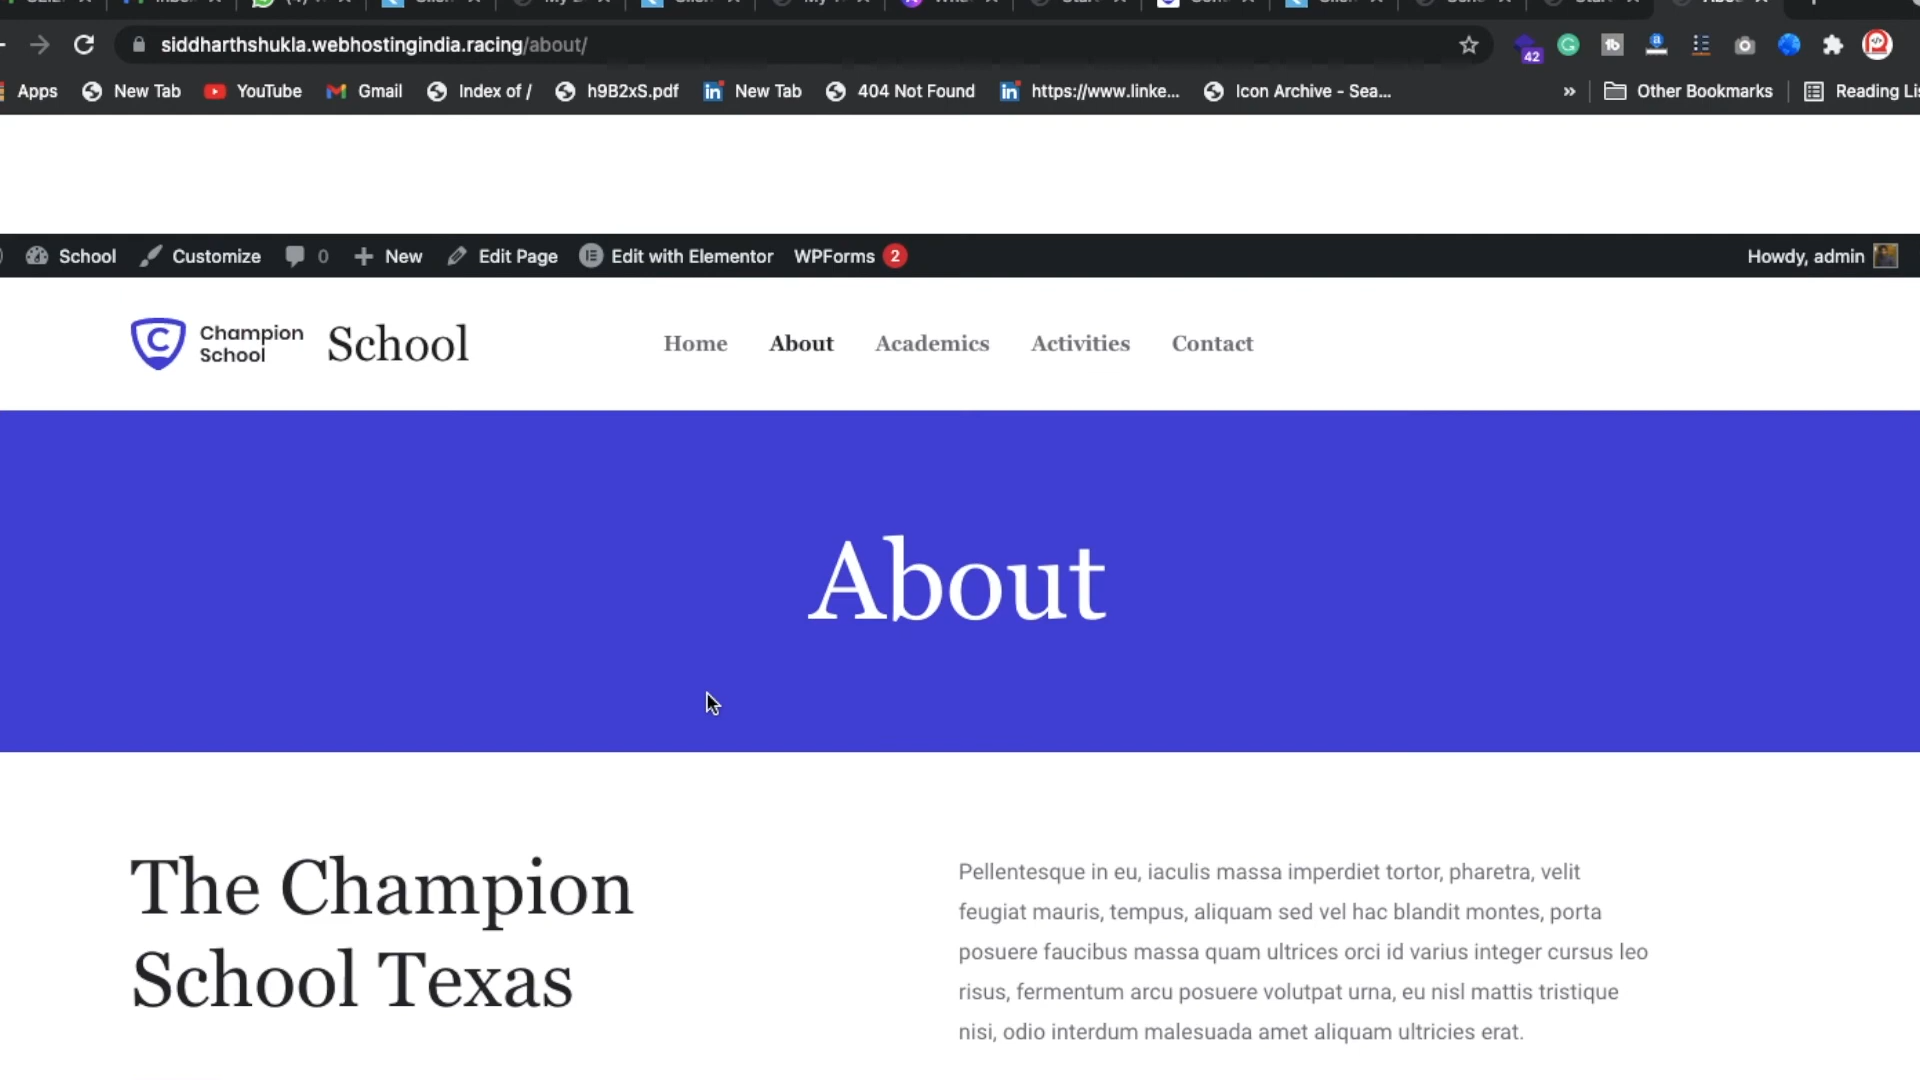 siddharthshukla.webhostingindia.racing/about/
42
Apps New Tab YouTube Gmail Index of / h9B2xS.pdf New Tab 404 Not Found https://www.linke... Icon Archive - Sea... » Other Bookmarks Reading Lis
School Customize 0 New Edit Page Edit with Elementor WPForms 2 Howdy, admin
C Champion School
School
Home About Academics Activities Contact
About
The Champion
School Texas
Pellentesque in eu, iaculis massa imperdiet tortor, pharetra, velit
feugiat mauris, tempus, aliquam sed vel hac blandit montes, porta
posuere faucibus massa quam ultrices orci id varius integer cursus leo
risus, fermentum arcu posuere volutpat urna, eu nisl mattis tristique
nisi, odio interdum malesuada amet aliquam ultricies erat.